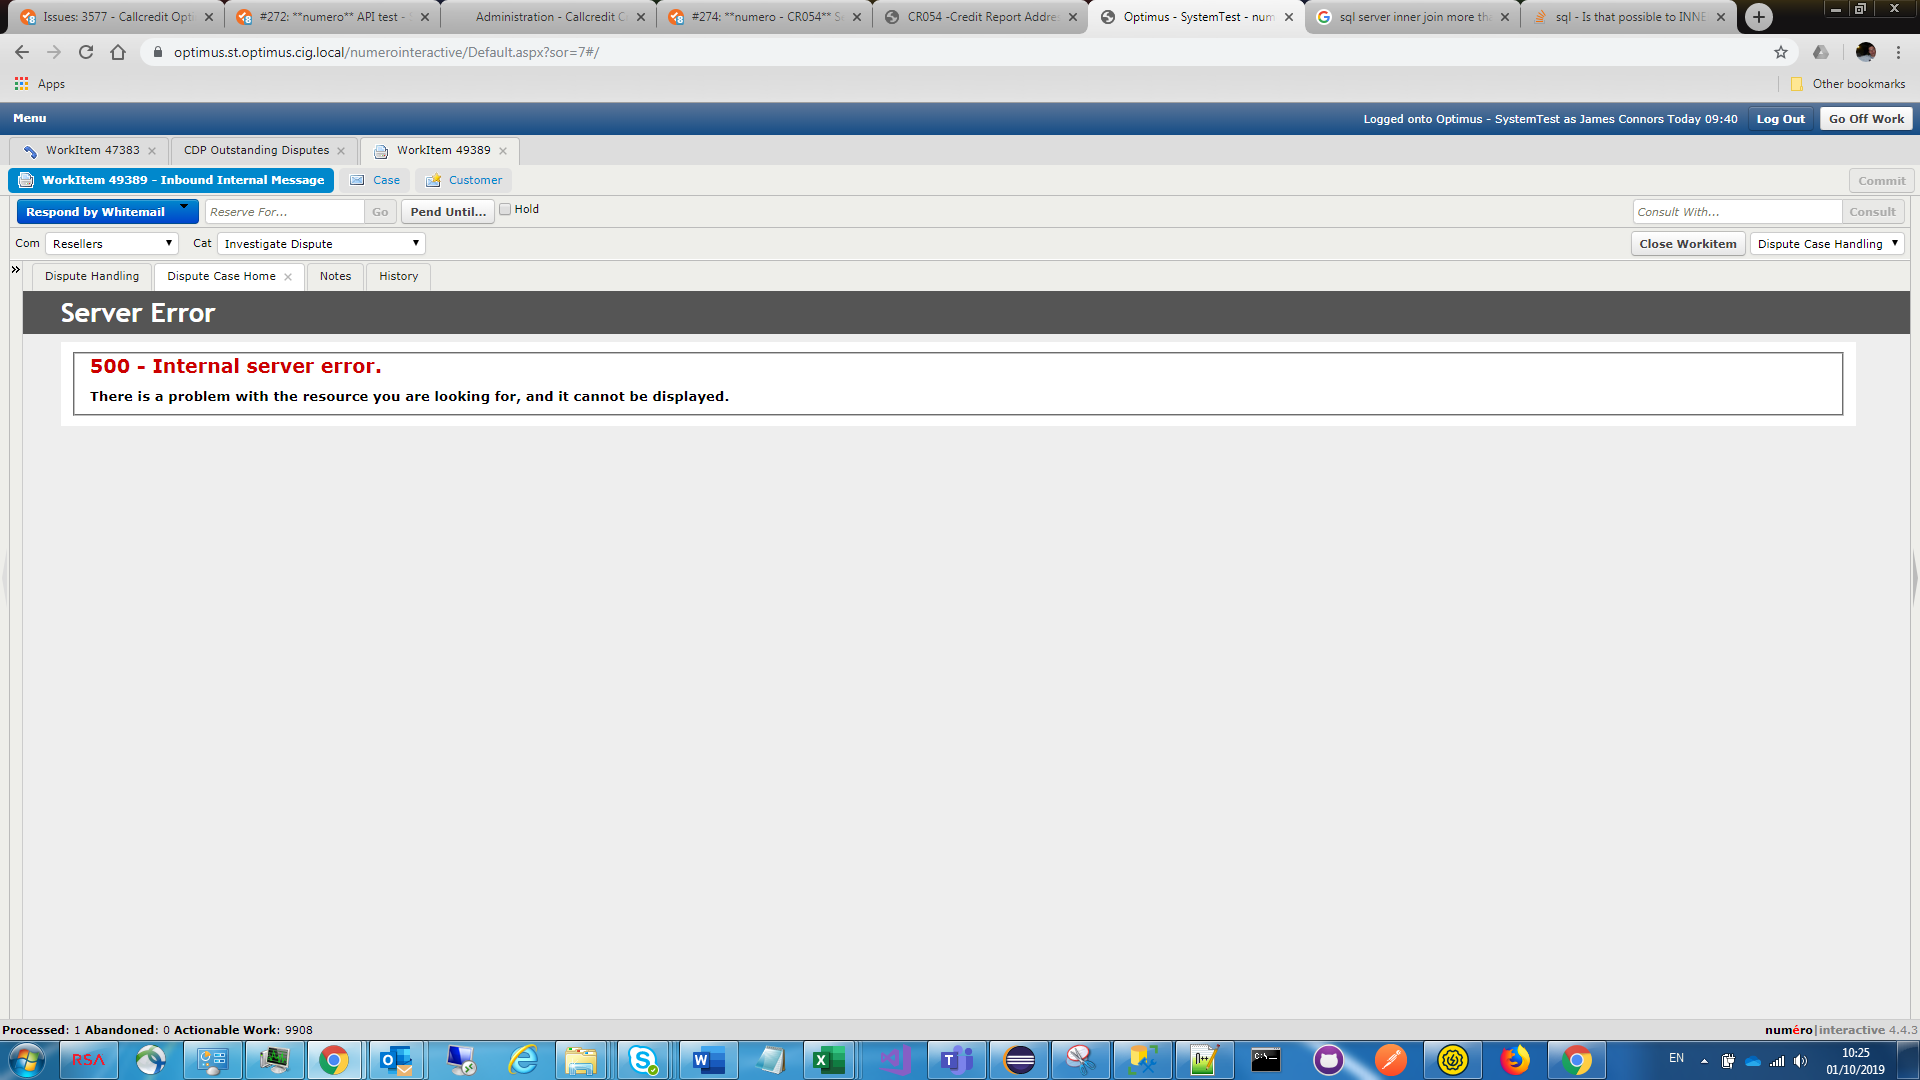 Issues: 3577 - Callcredit Opti
#272: **numero** API test -
Administration - Callcredit C
#274: **numero - CR054** S
CR054 -Credit Report Addre
Optimus - SystemTest - num
sql server inner join more th
sql - Is that possible to INNE
optimus.st.optimus.cig.local/numerointeractive/Default.aspx?sor=7#/
Apps
Other bookmarks
Menu
Logged onto Optimus - SystemTest as James Connors Today 09:40
Log Out
Go Off Work
WorkItem 47383
CDP Outstanding Disputes
WorkItem 49389
WorkItem 49389 - Inbound Internal Message
Case
Customer
Commit
Respond by Whitemail
Reserve For...
Go
Pend Until...
Hold
Consult With...
Consult
Com
Resellers
Cat
Investigate Dispute
Close Workitem
Dispute Case Handling
Dispute Handling
Dispute Case Home
Notes
History
Server Error
500 - Internal server error.
There is a problem with the resource you are looking for, and it cannot be displayed.
Processed: 1 Abandoned: 0 Actionable Work: 9908
numéro|interactive 4.4.3
RSA
EN
10:25
01/10/2019